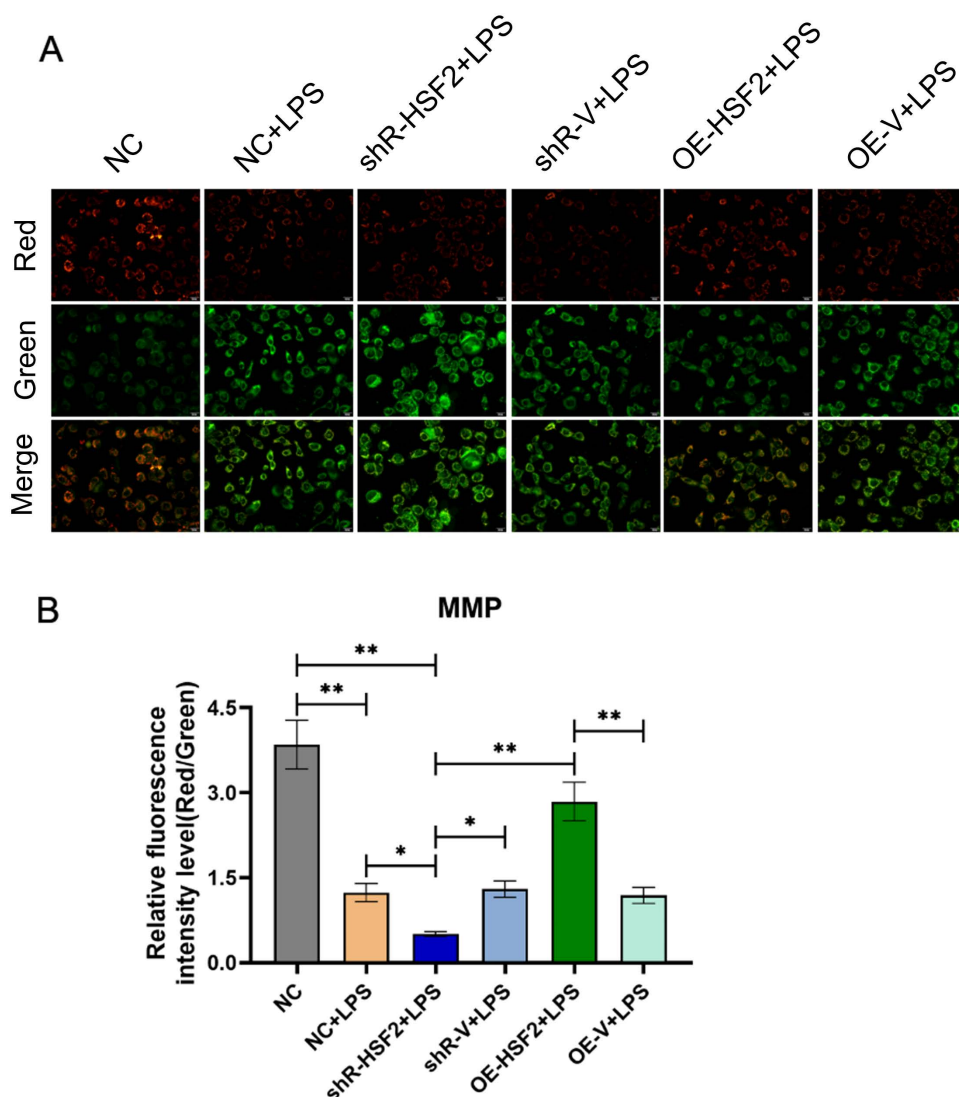 A
NC
NC+LPS
shR-HSF2+LPS
shR-V+LPS
OE-HSF2+LPS
OE-V+LPS
Red
Green
Merge
B
MMP
Relative fluorescence
intensity level(Red/Green)
4.5
3.0
1.5
0.0
**
**
**
**
*
*
NC
NC+LPS
shR-HSF2+LPS
shR-V+LPS
OE-HSF2+LPS
OE-V+LPS